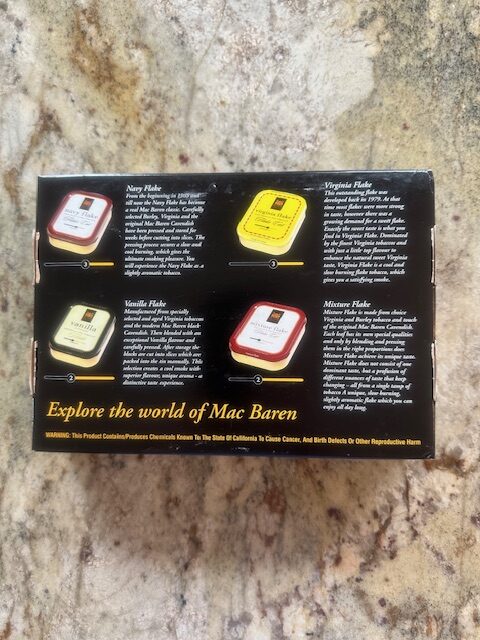 Navy Flake
From the beginning in 1965 and
till now the Navy Flake has become
a real Mac Baren classic. Carefully
selected Burley, Virginia and the
original Mac Baren Cavendish
have been pressed and stored for
weeks before cutting into slices. The
pressing process secures a slow and
cool burning, which gives the
ultimate smoking pleasure. You
will experience the Navy Flake as a
slightly aromatic tobacco.
navy flake
3
Virginia Flake
This outstanding flake was
developed back in 1979. At that
time most flakes were more strong
in taste, however there was a
growing demand for a sweet flake.
Exactly the sweet taste is what you
find in Virginia Flake. Dominated
by the finest Virginia tobaccos and
with just a little top flavour to
enhance the natural sweet Virginia
taste, Virginia Flake is a cool and
slow burning flake tobacco, which
gives you a satisfying smoke.
virginia flake
3
Vanilla Flake
Manufactured from specially
selected and aged Virginia tobaccos
and the modern Mac Baren black
Cavendish. Then blended with an
exceptional Vanilla flavour and
carefully pressed. After storage the
blocks are cut into slices which are
packed into the tin manually. This
selection creates a cool smoke with
superior flavour, unique aroma - a
distinctive taste experience.
vanilla
2
Mixture Flake
Mixture Flake is made from choice
Virginia and Burley tobacco and touch
of the original Mac Baren Cavendish.
Each leaf has its own special qualities
and only by blending and pressing
them in the right proportions does
Mixture Flake achieve its unique taste.
Mixture Flake does not consist of one
dominant taste, but a profusion of
different nuances of taste that keep
changing - all from a single tamp of
tobacco A unique, slow burning,
slightly aromatic flake which you can
enjoy all day long.
mixture flake
2
Explore the world of Mac Baren
WARNING: This Product Contains/Produces Chemicals Known To The State Of California To Cause Cancer, And Birth Defects Or Other Reproductive Harm